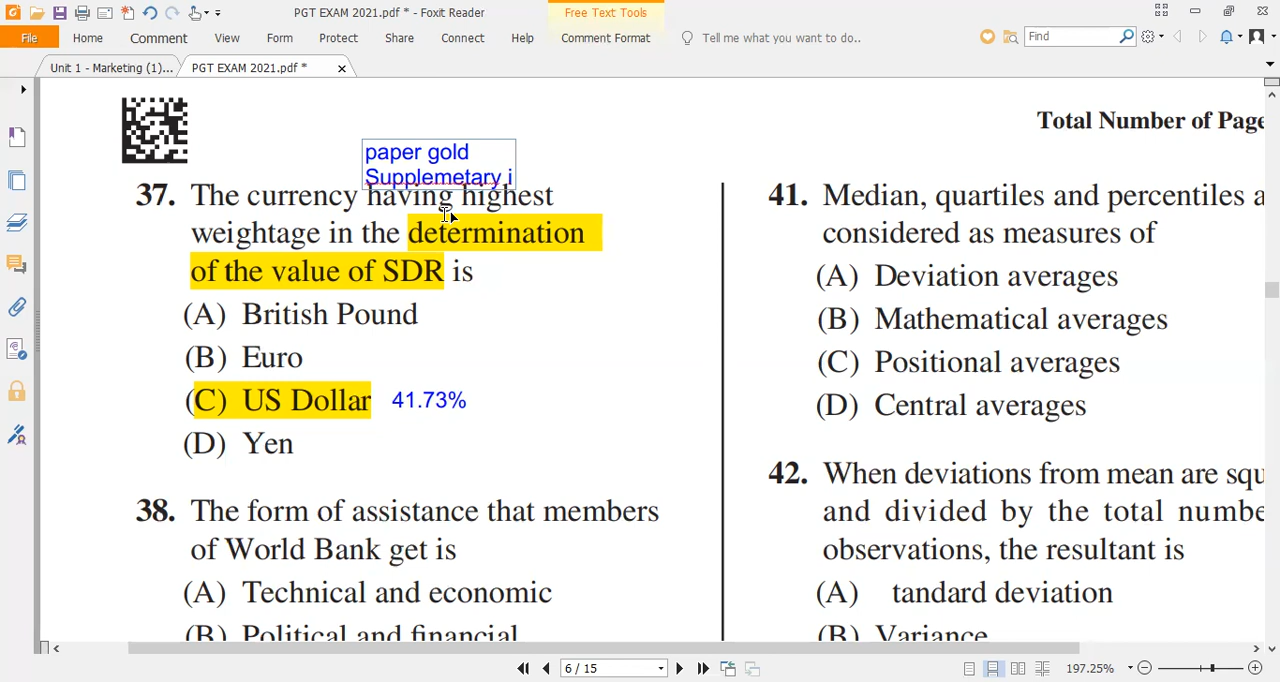 PGT EXAM 2021.pdf * - Foxit Reader
Free Text Tools
File Home Comment View Form Protect Share Connect Help Comment Format Tell me what you want to do.. Find
Unit 1 - Marketing (1)... PGT EXAM 2021.pdf *
Total Number of Page
paper gold
Supplemetary i
37. The currency having highest
weightage in the determination
of the value of SDR is
(A) British Pound
(B) Euro
(C) US Dollar 41.73%
(D) Yen
38. The form of assistance that members
of World Bank get is
(A) Technical and economic
(B) Political and financial
41. Median, quartiles and percentiles a
considered as measures of
(A) Deviation averages
(B) Mathematical averages
(C) Positional averages
(D) Central averages
42. When deviations from mean are squ
and divided by the total numbe
observations, the resultant is
(A) tandard deviation
(B) Variance
6 / 15
197.25%